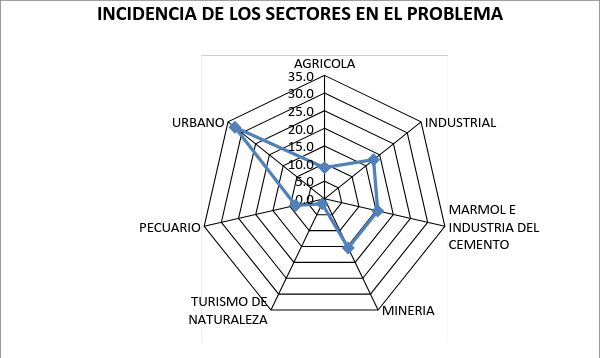 INCIDENCIA DE LOS SECTORES EN EL PROBLEMA
AGRICOLA
35.0
30.0
25.0
20.0
15.0
10.0
5.0
0.0
URBANO
INDUSTRIAL
MARMOL E
INDUSTRIA DEL
CEMENTO
PECUARIO
TURISMO DE
NATURALEZA
MINERIA